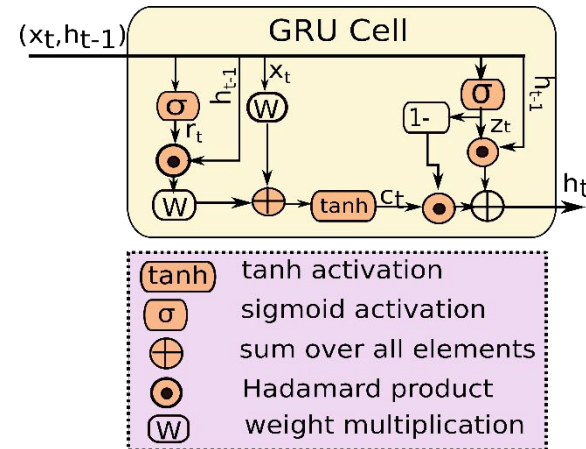 (xt,ht-1)
GRU Cell
σ
rt
ht-1
xt
W
σ
ht-1
1-
zt
W
tanh
ct
ht
tanh tanh activation
σ sigmoid activation
sum over all elements
Hadamard product
W weight multiplication